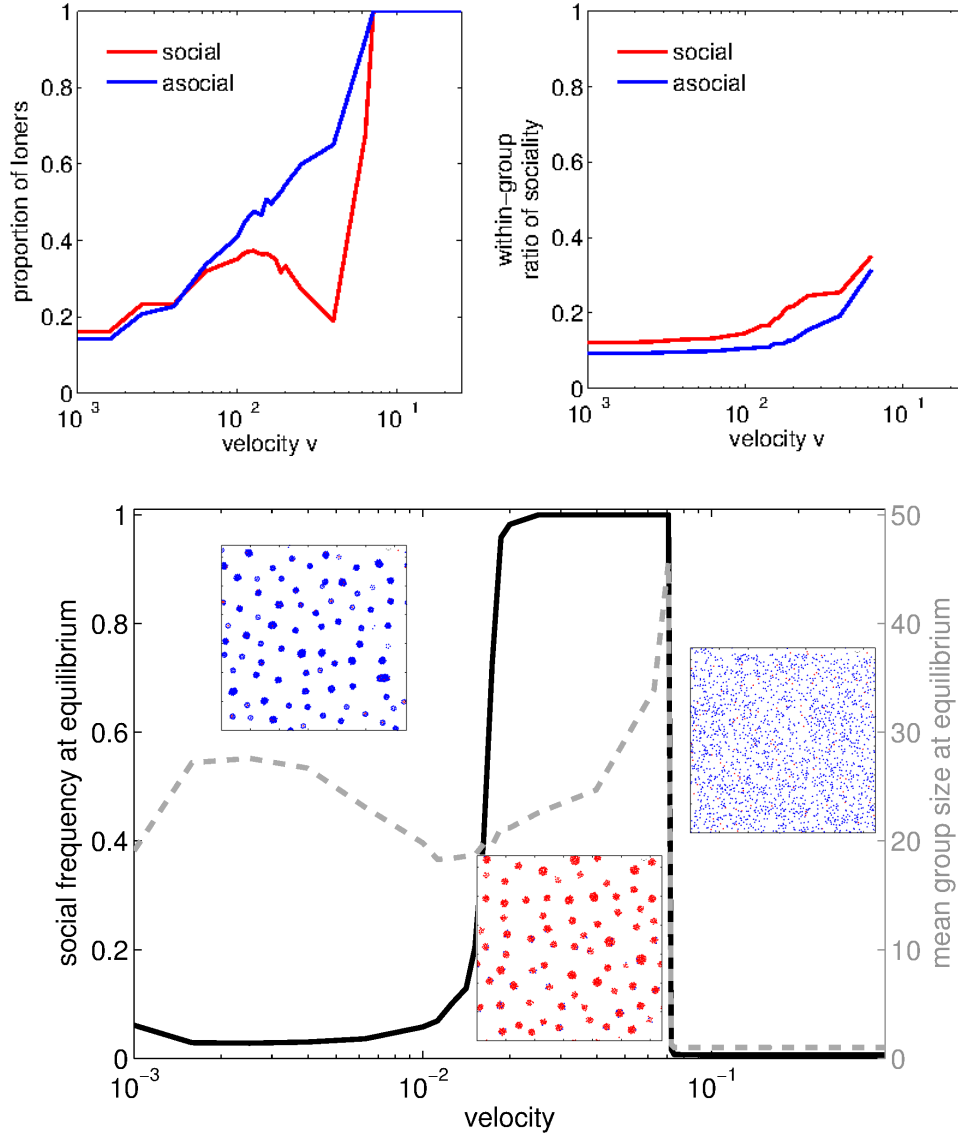 1
0.8
0.6
0.4
0.2
0
proportion of loners
social
asocial
10 3
10 2
10 1
velocity v
1
0.8
0.6
0.4
0.2
0
within-group
ratio of sociality
social
asocial
10 3
10 2
10 1
velocity v
1
0.8
0.6
0.4
0.2
0
social frequency at equilibrium
50
40
30
20
10
0
mean group size at equilibrium
10−3
10−2
10−1
velocity